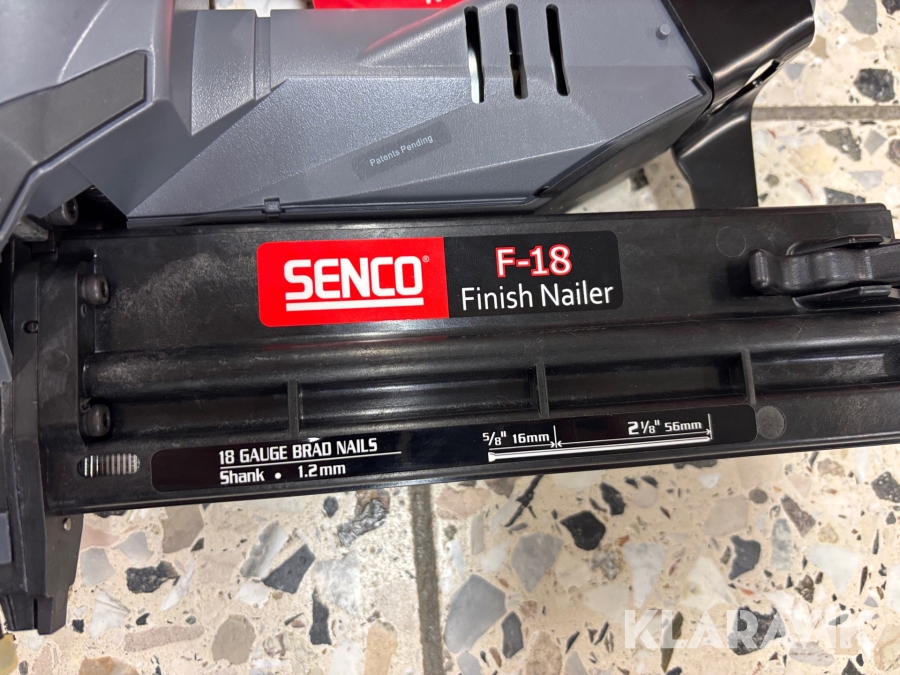 Patents Pending
SENCO®
F-18
Finish Nailer
18 GAUGE BRAD NAILS
Shank • 1.2mm
5/8" 16mm
2 1/8" 56mm
KLARAVIK